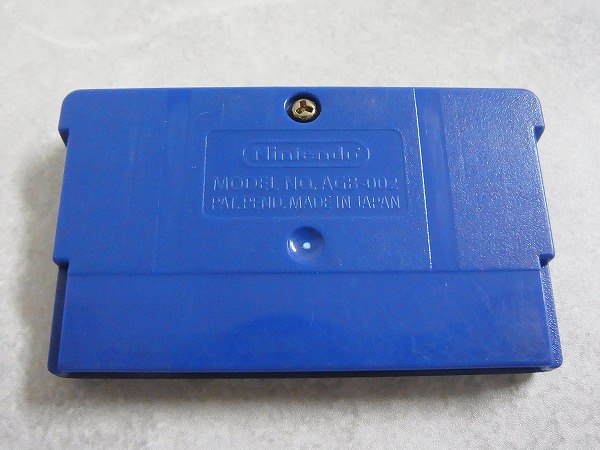 Nintendo
MODEL NO. AGB-002
PAT. PEND. MADE IN JAPAN